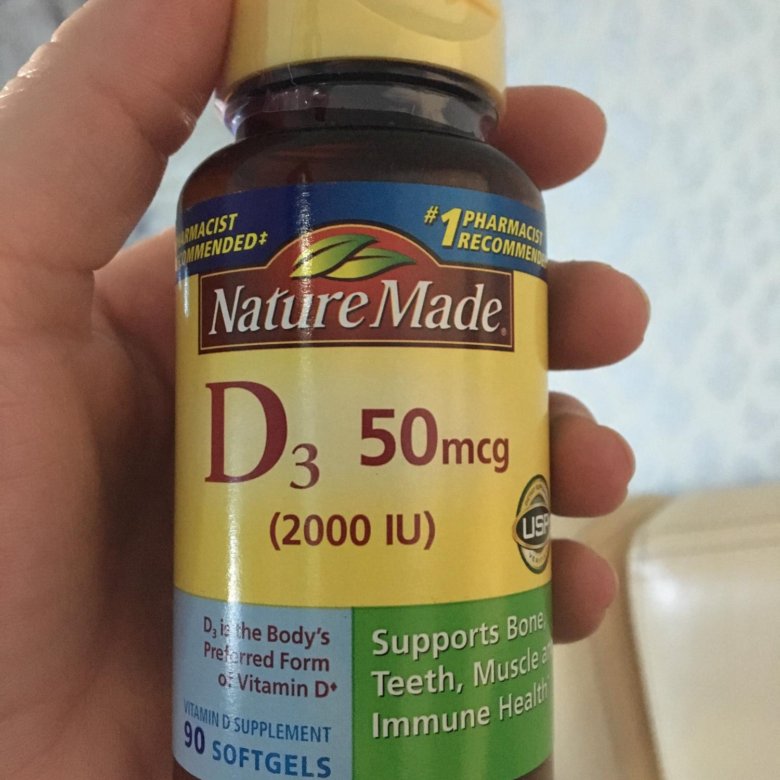 OMMENDED‡
#1 PHARMACIST
Nature Made®
D3 50mcg
(2000 IU)
USP
D3 is the Body's
Preferred Form
of Vitamin D♦
VITAMIN D SUPPLEMENT
90 SOFTGELS
Supports Bone,
Teeth, Muscle
Immune Health